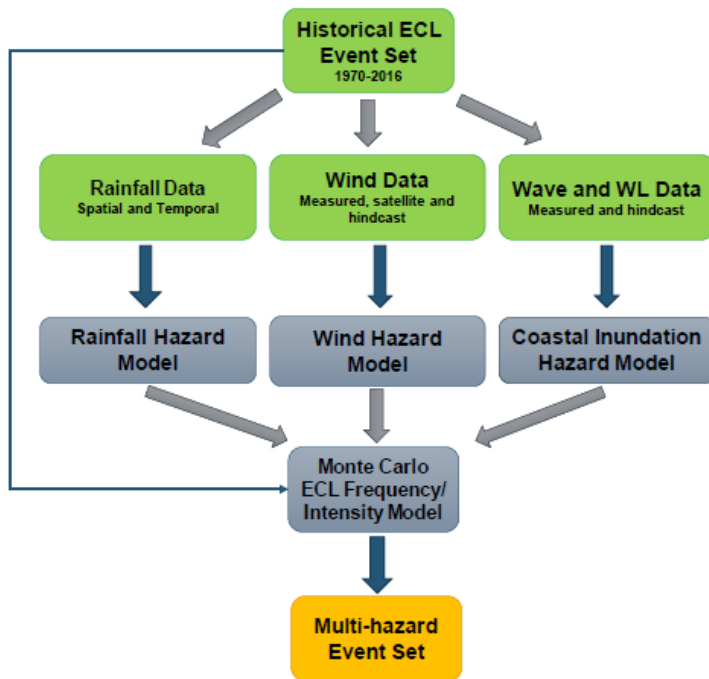 Historical ECL
Event Set
1970-2016
Rainfall Data
Spatial and Temporal
Wind Data
Measured, satellite and
hindcast
Wave and WL Data
Measured and hindcast
Rainfall Hazard
Model
Wind Hazard
Model
Coastal Inundation
Hazard Model
Monte Carlo
ECL Frequency/
Intensity Model
Multi-hazard
Event Set